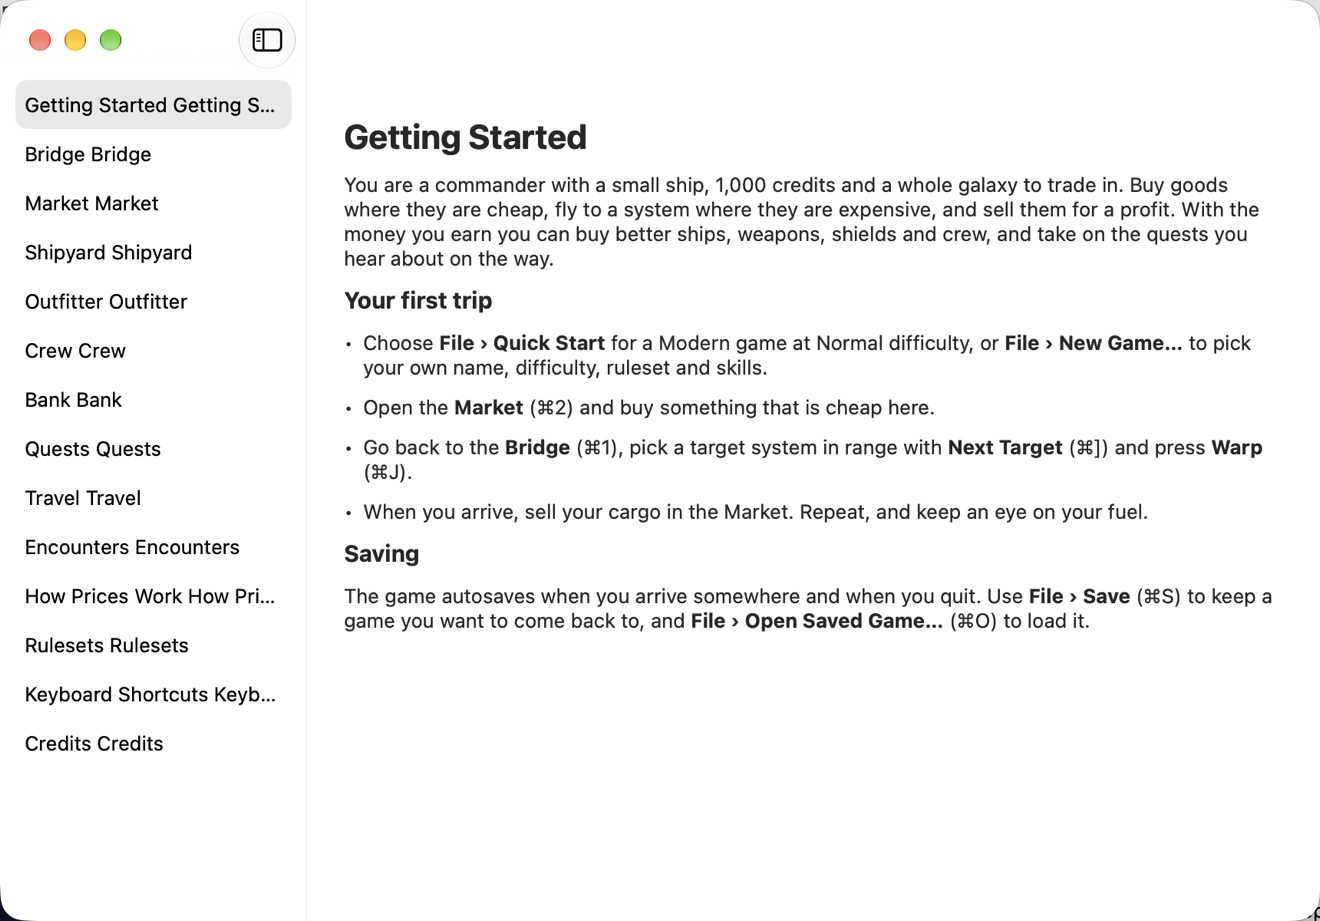 Getting Started Getting S...
Bridge Bridge
Market Market
Shipyard Shipyard
Outfitter Outfitter
Crew Crew
Bank Bank
Quests Quests
Travel Travel
Encounters Encounters
How Prices Work How Pri...
Rulesets Rulesets
Keyboard Shortcuts Keyb...
Credits Credits
Getting Started
You are a commander with a small ship, 1,000 credits and a whole galaxy to trade in. Buy goods
where they are cheap, fly to a system where they are expensive, and sell them for a profit. With the
money you earn you can buy better ships, weapons, shields and crew, and take on the quests you
hear about on the way.
Your first trip
• Choose File › Quick Start for a Modern game at Normal difficulty, or File › New Game... to pick
your own name, difficulty, ruleset and skills.
• Open the Market (⌘2) and buy something that is cheap here.
• Go back to the Bridge (⌘1), pick a target system in range with Next Target (⌘]) and press Warp
(⌘J).
• When you arrive, sell your cargo in the Market. Repeat, and keep an eye on your fuel.
Saving
The game autosaves when you arrive somewhere and when you quit. Use File › Save (⌘S) to keep a
game you want to come back to, and File › Open Saved Game... (⌘O) to load it.